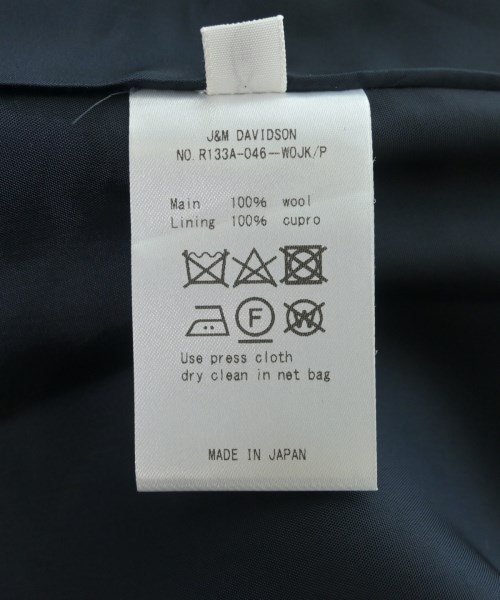 J&M DAVIDSON
NO.R133A-046-WOJK/P
Main 100% wool
Lining 100% cupro
F W
Use press cloth
dry clean in net bag
MADE IN JAPAN